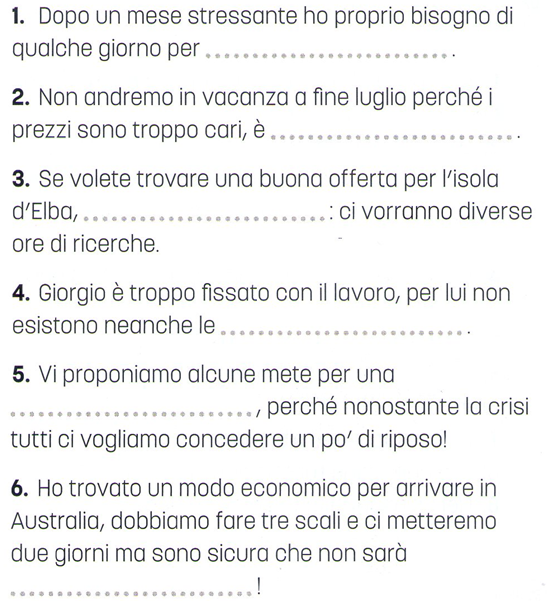 1. Dopo un mese stressante ho proprio bisogno di
qualche giorno per .......................... .
2. Non andremo in vacanza a fine luglio perché i
prezzi sono troppo cari, è .......................... .
3. Se volete trovare una buona offerta per l'isola
d'Elba, .......................... : ci vorranno diverse
ore di ricerche.
4. Giorgio è troppo fissato con il lavoro, per lui non
esistono neanche le .......................... .
5. Vi proponiamo alcune mete per una
.......................... , perché nonostante la crisi
tutti ci vogliamo concedere un po' di riposo!
6. Ho trovato un modo economico per arrivare in
Australia, dobbiamo fare tre scali e ci metteremo
due giorni ma sono sicura che non sarà
.......................... !